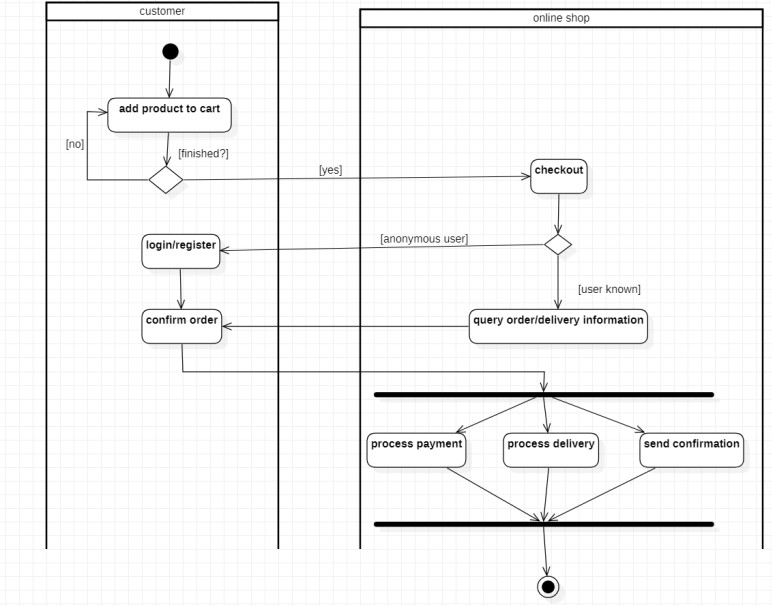 customer
online shop
add product to cart
[no]
[finished?]
[yes]
checkout
login/register
[anonymous user]
[user known]
confirm order
query order/delivery information
process payment
process delivery
send confirmation